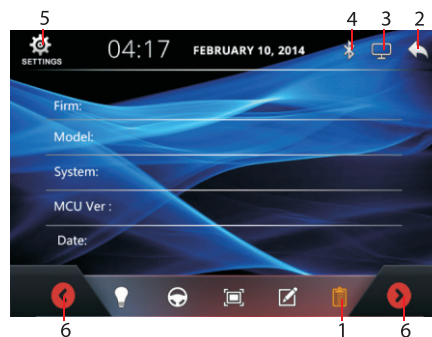 5 4 3 2
04:17 FEBRUARY 10, 2014
SETTINGS
Firm:
Model:
System:
MCU Ver :
Date:
6 1 6